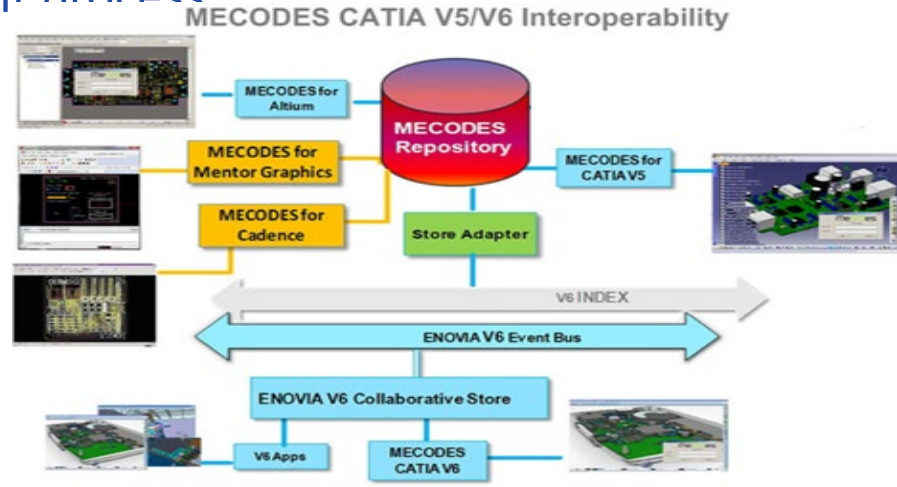 MECODES CATIA V5/V6 Interoperability
MECODES for
Altium
MECODES
Repository
MECODES for
Mentor Graphics
MECODES for
CATIA V5
MECODES for
Cadence
Store Adapter
V6 INDEX
ENOVIA V6 Event Bus
ENOVIA V6 Collaborative Store
V6 Apps
MECODES
CATIA V6